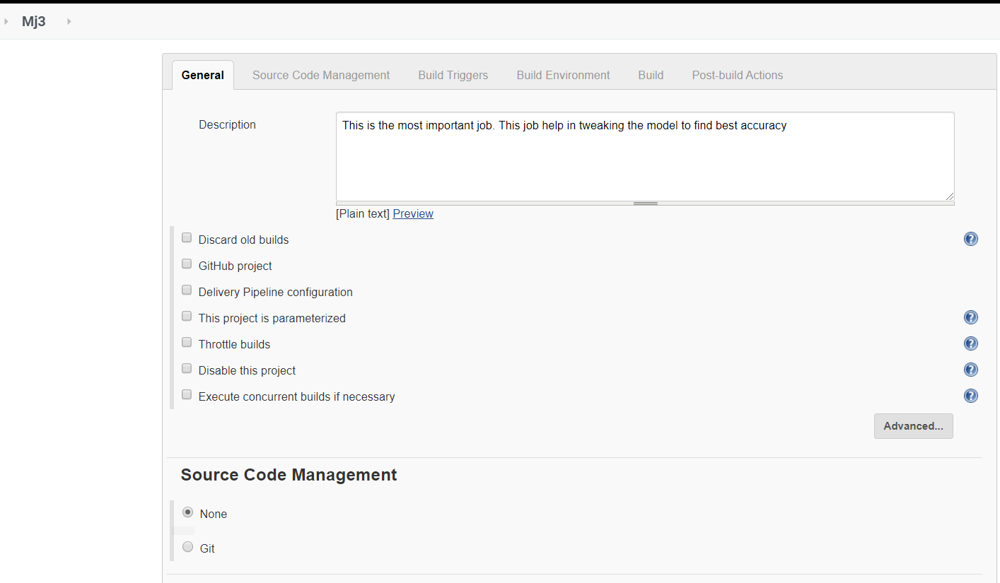 Mj3
General Source Code Management Build Triggers Build Environment Build Post-build Actions
Description
This is the most important job. This job help in tweaking the model to find best accuracy
[Plain text] Preview
Discard old builds
GitHub project
Delivery Pipeline configuration
This project is parameterized
Throttle builds
Disable this project
Execute concurrent builds if necessary
Advanced...
Source Code Management
None
Git